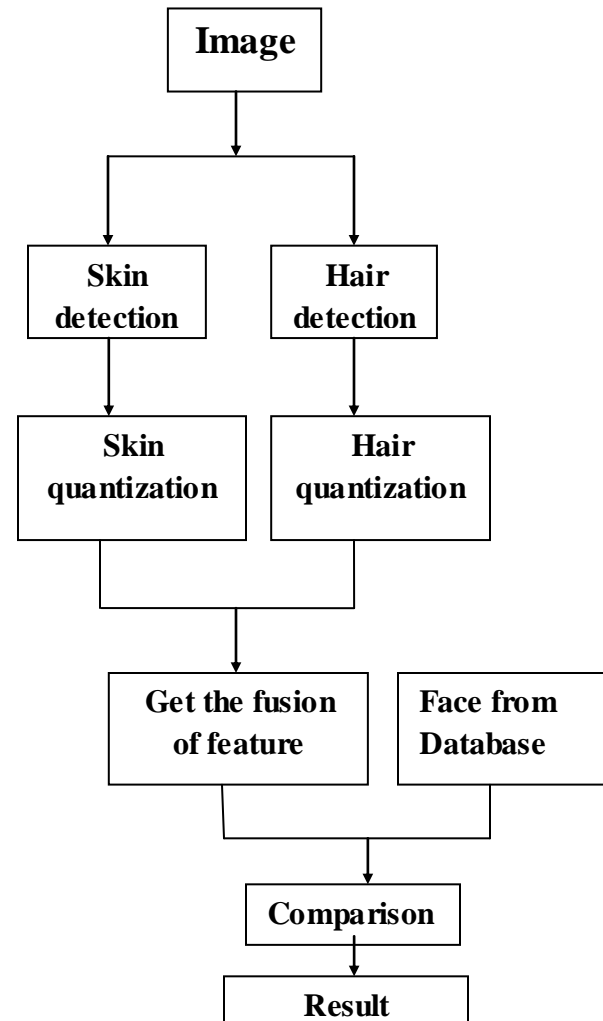 Image
Skin
detection
Hair
detection
Skin
quantization
Hair
quantization
Get the fusion
of feature
Face from
Database
Comparison
Result